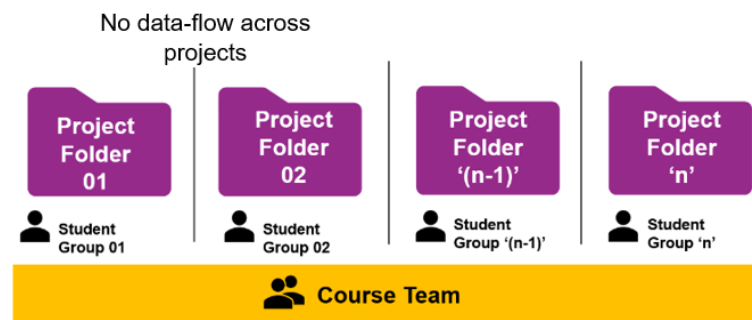 No data-flow across
projects
Project
Folder
01
Project
Folder
02
Project
Folder
‘(n-1)’
Project
Folder
‘n’
Student
Group 01
Student
Group 02
Student
Group ‘(n-1)’
Student
Group ‘n’
Course Team